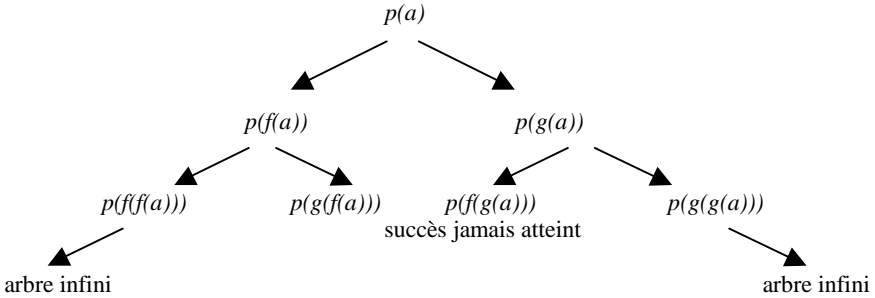 p(a)
p(f(a))
p(g(a))
p(f(f(a)))
p(g(f(a)))
p(f(g(a)))
p(g(g(a)))
succès jamais atteint
arbre infini
arbre infini